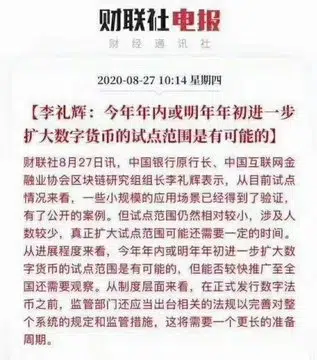 财联社电报
财经通讯社
2020-08-27 10:14 星期四
【李礼辉：今年年内或明年年初进一步
扩大数字货币的试点范围是有可能的】
财联社8月27日讯，中国银行原行长、中国互联网金
融业协会区块链研究组组长李礼辉表示，从目前试点
情况来看，一些小规模的应用场景已经得到了验证，
有了公开的案例。但试点范围仍然相对较小，涉及人
数较少，真正扩大试点范围可能还需要一定的时间。
从进展程度来看，今年年内或明年年初进一步扩大数
字货币的试点范围是有可能的，但能否较快推广至全
国还需要观察。从制度层面来看，在正式发行数字法
币之前，监管部门还应当出台相关的法规以完善对整
个系统的规定和监管措施，这将需要一个更长的准备
周期。